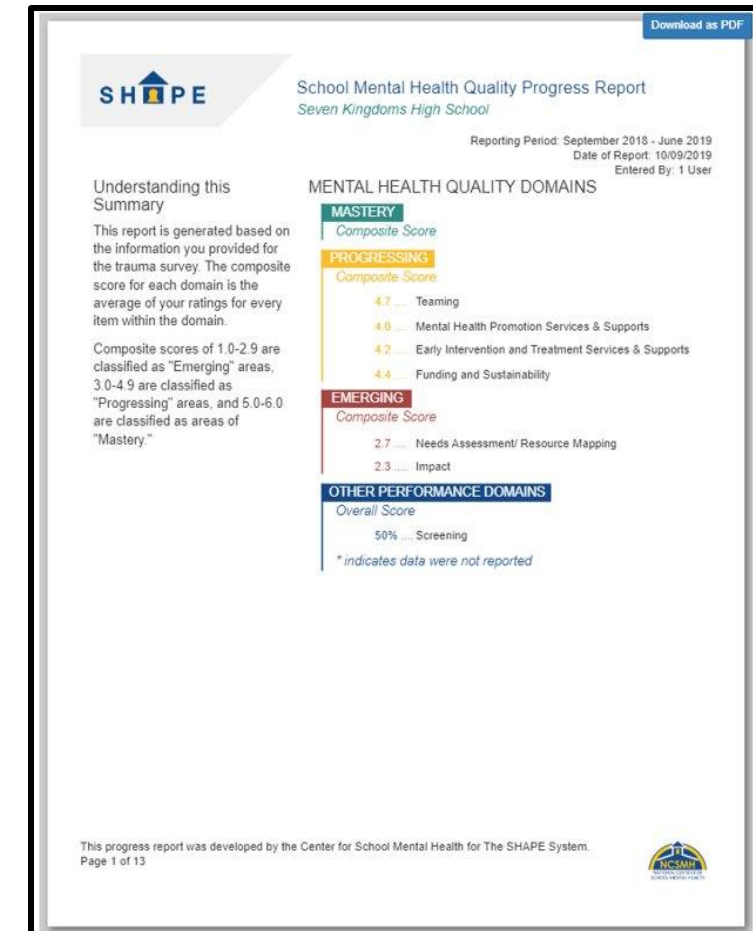 Download as PDF
SHAPE
School Mental Health Quality Progress Report
Seven Kingdoms High School
Reporting Period: September 2018 - June 2019
Date of Report: 10/09/2019
Entered By: 1 User
Understanding this
Summary
This report is generated based on
the information you provided for
the trauma survey. The composite
score for each domain is the
average of your ratings for every
item within the domain.
Composite scores of 1.0-2.9 are
classified as "Emerging" areas,
3.0-4.9 are classified as
"Progressing" areas, and 5.0-6.0
are classified as areas of
"Mastery."
MENTAL HEALTH QUALITY DOMAINS
MASTERY
Composite Score
PROGRESSING
Composite Score
4.7 .... Teaming
4.0 .... Mental Health Promotion Services & Supports
4.2 .... Early Intervention and Treatment Services & Supports
4.4 .... Funding and Sustainability
EMERGING
Composite Score
2.7 .... Needs Assessment/ Resource Mapping
2.3 .... Impact
OTHER PERFORMANCE DOMAINS
Overall Score
50% .... Screening
* indicates data were not reported
This progress report was developed by the Center for School Mental Health for The SHAPE System.
Page 1 of 13
NCSMH